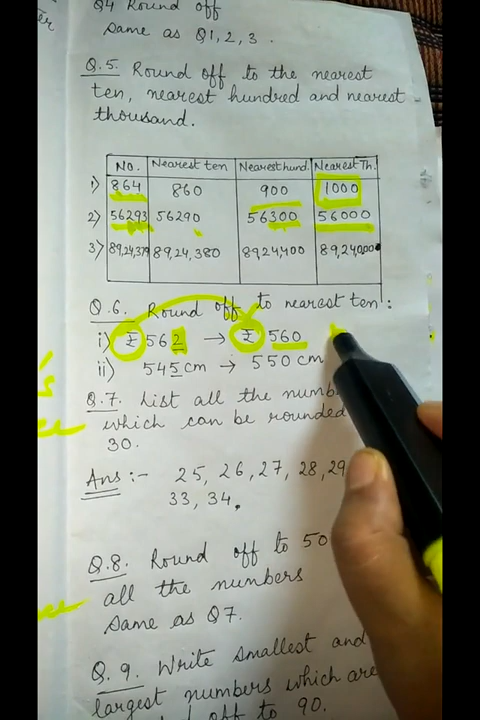 Q4 Round off
Same as Q1, 2, 3.
Q.5. Round off to the nearest
ten, nearest hundred and nearest
thousand.
No. Nearest ten Nearest hund. Nearest Th.
1) 864 860 900 1000
2) 56293 56290 56300 56000
3) 89,24,379 89,24,380 89,24,400 89,24,000
Q.6. Round off to nearest ten:
i) ₹ 562 → ₹ 560
ii) 545 cm → 550 cm
Q.7. List all the numb
which can be rounded
30.
Ans :- 25, 26, 27, 28, 29
33, 34.
Q.8. Round off to 50
all the numbers
Same as Q7.
Q.9. Write smallest and
largest numbers which are
off to 90.